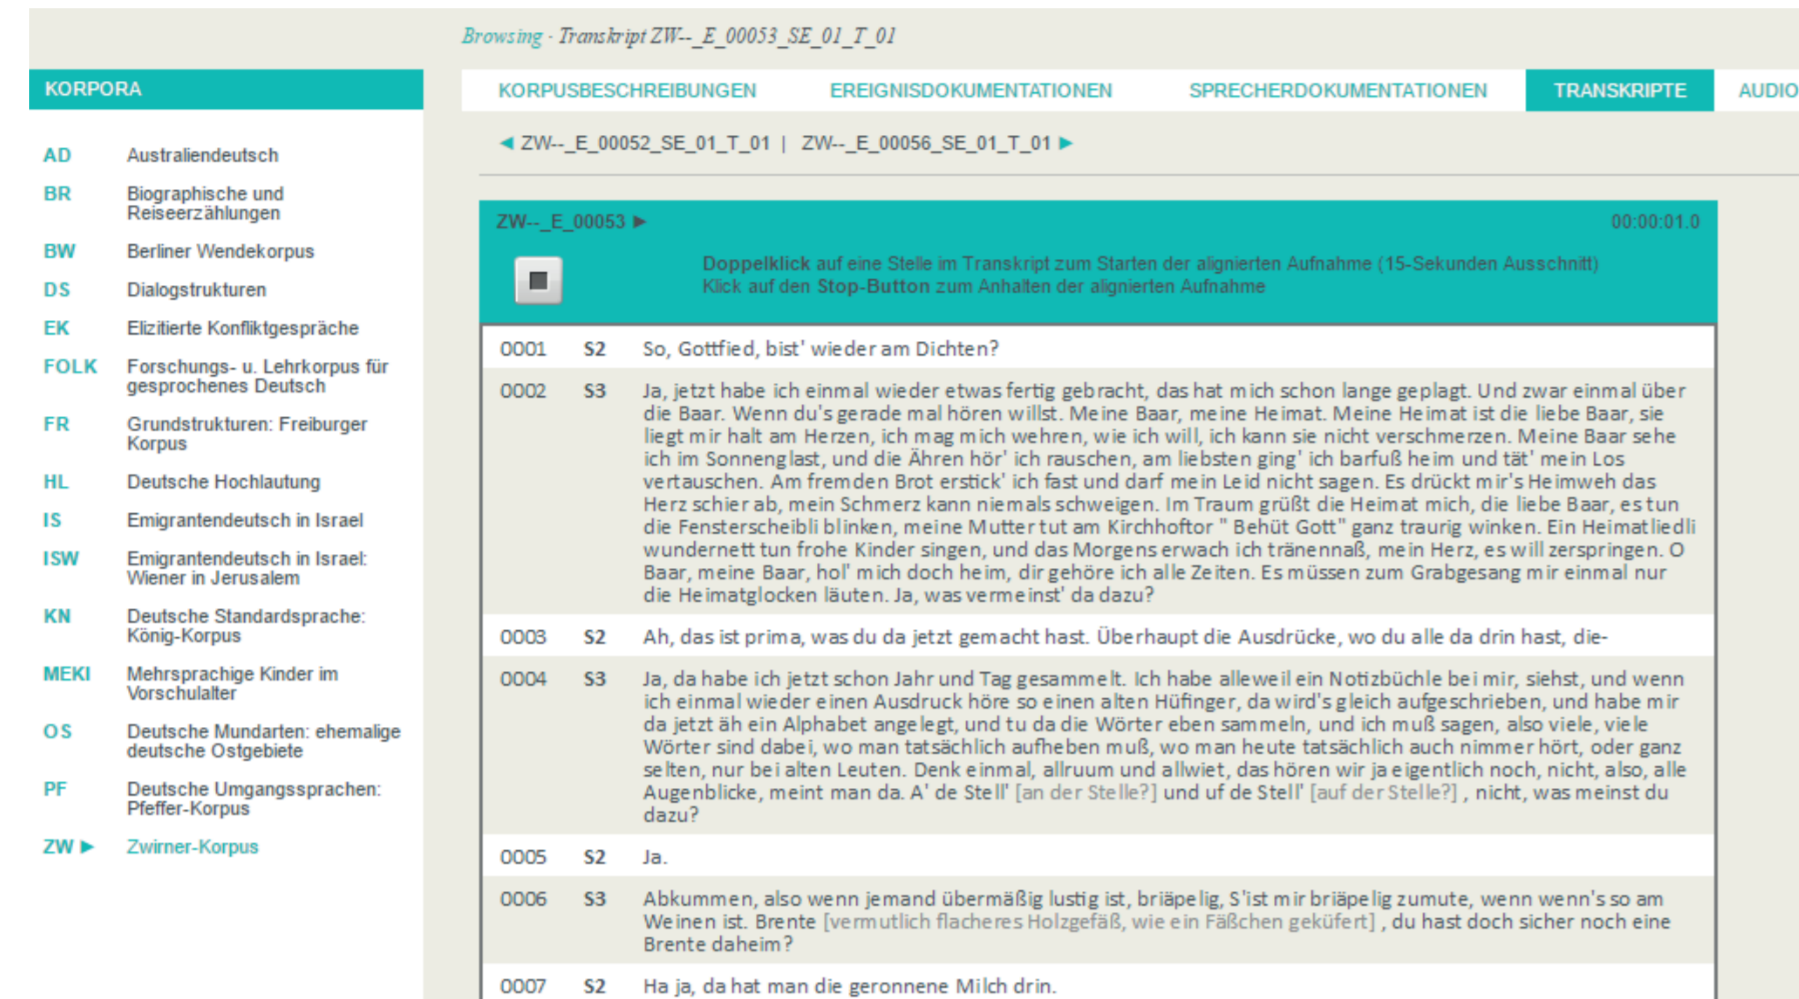 Browsing - Transkript ZW--_E_00053_SE_01_T_01
KORPORA
AD Australiendeutsch
BR Biographische und
Reiseerzählungen
BW Berliner Wendekorpus
DS Dialogstrukturen
EK Elizitierte Konfliktgespräche
FOLK Forschungs- u. Lehrkorpus für
gesprochenes Deutsch
FR Grundstrukturen: Freiburger
Korpus
HL Deutsche Hochlautung
IS Emigrantendeutsch in Israel
ISW Emigrantendeutsch in Israel:
Wiener in Jerusalem
KN Deutsche Standardsprache:
König-Korpus
MEKI Mehrsprachige Kinder im
Vorschulalter
OS Deutsche Mundarten: ehemalige
deutsche Ostgebiete
PF Deutsche Umgangssprachen:
Pfeffer-Korpus
ZW ► Zwirner-Korpus
KORPUSBESCHREIBUNGEN EREIGNISDOKUMENTATIONEN SPRECHERDOKUMENTATIONEN TRANSKRIPTE AUDIO
◄ ZW--_E_00052_SE_01_T_01 | ZW--_E_00056_SE_01_T_01 ►
ZW--_E_00053 ► 00:00:01.0
Doppelklick auf eine Stelle im Transkript zum Starten der alignierten Aufnahme (15-Sekunden Ausschnitt)
Klick auf den Stop-Button zum Anhalten der alignierten Aufnahme
0001 S2 So, Gottfied, bist' wieder am Dichten?
0002 S3 Ja, jetzt habe ich einmal wieder etwas fertig gebracht, das hat mich schon lange geplagt. Und zwar einmal über
die Baar. Wenn du's gerade mal hören willst. Meine Baar, meine Heimat. Meine Heimat ist die liebe Baar, sie
liegt mir halt am Herzen, ich mag mich wehren, wie ich will, ich kann sie nicht verschmerzen. Meine Baar sehe
ich im Sonnenglast, und die Ähren hör' ich rauschen, am liebsten ging' ich barfuß heim und tät' mein Los
vertauschen. Am fremden Brot erstick' ich fast und darf mein Leid nicht sagen. Es drückt mir's Heimweh das
Herz schier ab, mein Schmerz kann niemals schweigen. Im Traum grüßt die Heimat mich, die liebe Baar, es tun
die Fensterscheibli blinken, meine Mutter tut am Kirchhoftor " Behüt Gott" ganz traurig winken. Ein Heimatliedli
wundernett tun frohe Kinder singen, und das Morgens erwach ich tränennaß, mein Herz, es will zerspringen. O
Baar, meine Baar, hol' mich doch heim, dir gehöre ich alle Zeiten. Es müssen zum Grabgesang mir einmal nur
die Heimatglocken läuten. Ja, was vermeinst' da dazu?
0003 S2 Ah, das ist prima, was du da jetzt gemacht hast. Überhaupt die Ausdrücke, wo du alle da drin hast, die-
0004 S3 Ja, da habe ich jetzt schon Jahr und Tag gesammelt. Ich habe alleweil ein Notizbüchle bei mir, siehst, und wenn
ich einmal wieder einen Ausdruck höre so einen alten Hüfinger, da wird's gleich aufgeschrieben, und habe mir
da jetzt äh ein Alphabet angelegt, und tu da die Wörter eben sammeln, und ich muß sagen, also viele, viele
Wörter sind dabei, wo man tatsächlich aufheben muß, wo man heute tatsächlich auch nimmer hört, oder ganz
selten, nur bei alten Leuten. Denk einmal, allruum und allwiet, das hören wir ja eigentlich noch, nicht, also, alle
Augenblicke, meint man da. A' de Stell' [an der Stelle?] und uf de Stell' [auf der Stelle?] , nicht, was meinst du
dazu?
0005 S2 Ja.
0006 S3 Abkummen, also wenn jemand übermäßig lustig ist, briäpelig, S'ist mir briäpelig zumute, wenn wenn's so am
Weinen ist. Brente [vermutlich flacheres Holzgefäß, wie ein Fäßchen geküfert] , du hast doch sicher noch eine
Brente daheim?
0007 S2 Ha ja, da hat man die geronnene Milch drin.